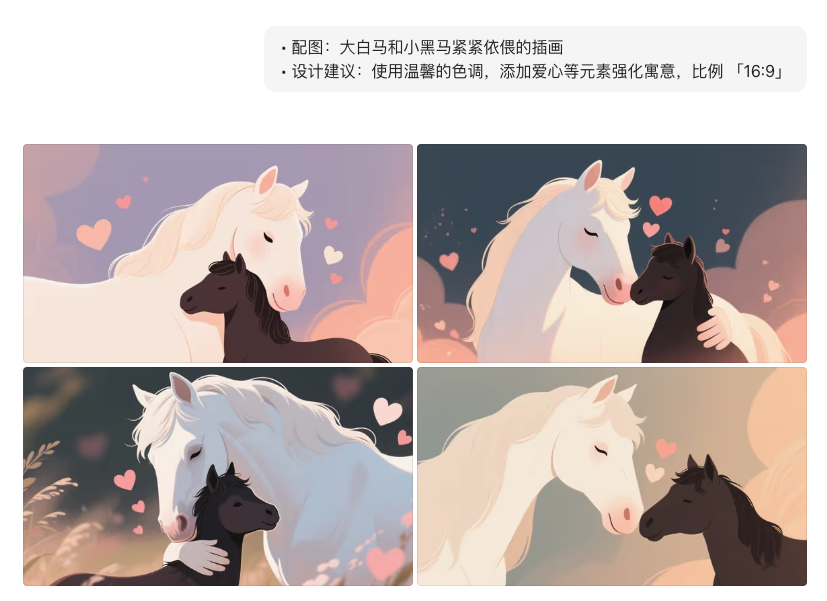 • 配图：大白马和小黑马紧紧依偎的插画
• 设计建议：使用温馨的色调，添加爱心等元素强化寓意，比例 「16:9」